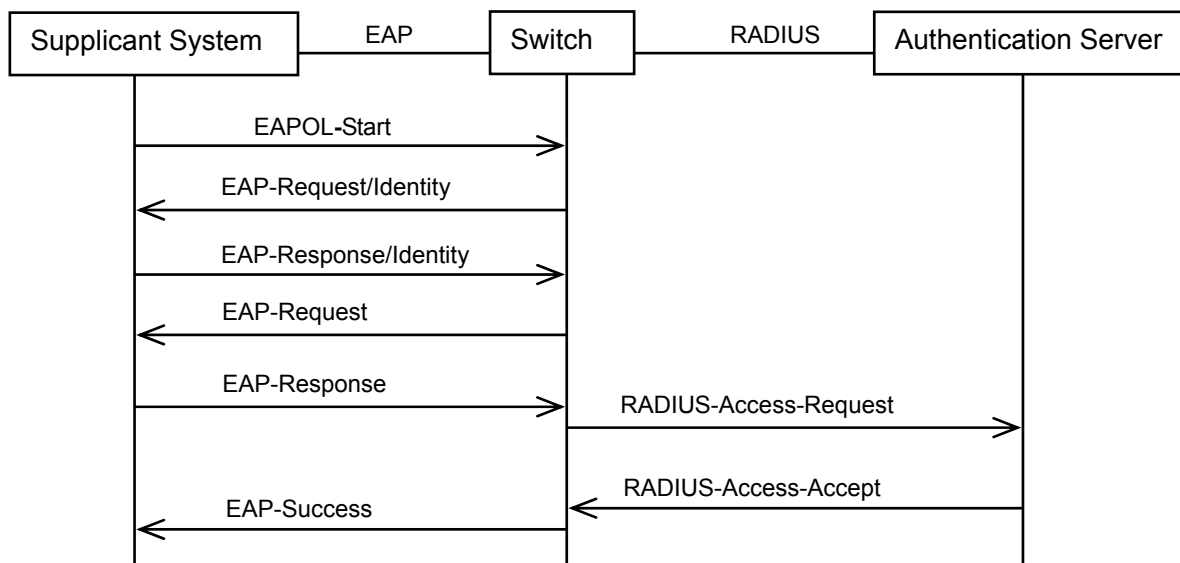 Supplicant System
EAP
Switch
RADIUS
Authentication Server
EAPOL-Start
EAP-Request/Identity
EAP-Response/Identity
EAP-Request
EAP-Response
RADIUS-Access-Request
RADIUS-Access-Accept
EAP-Success